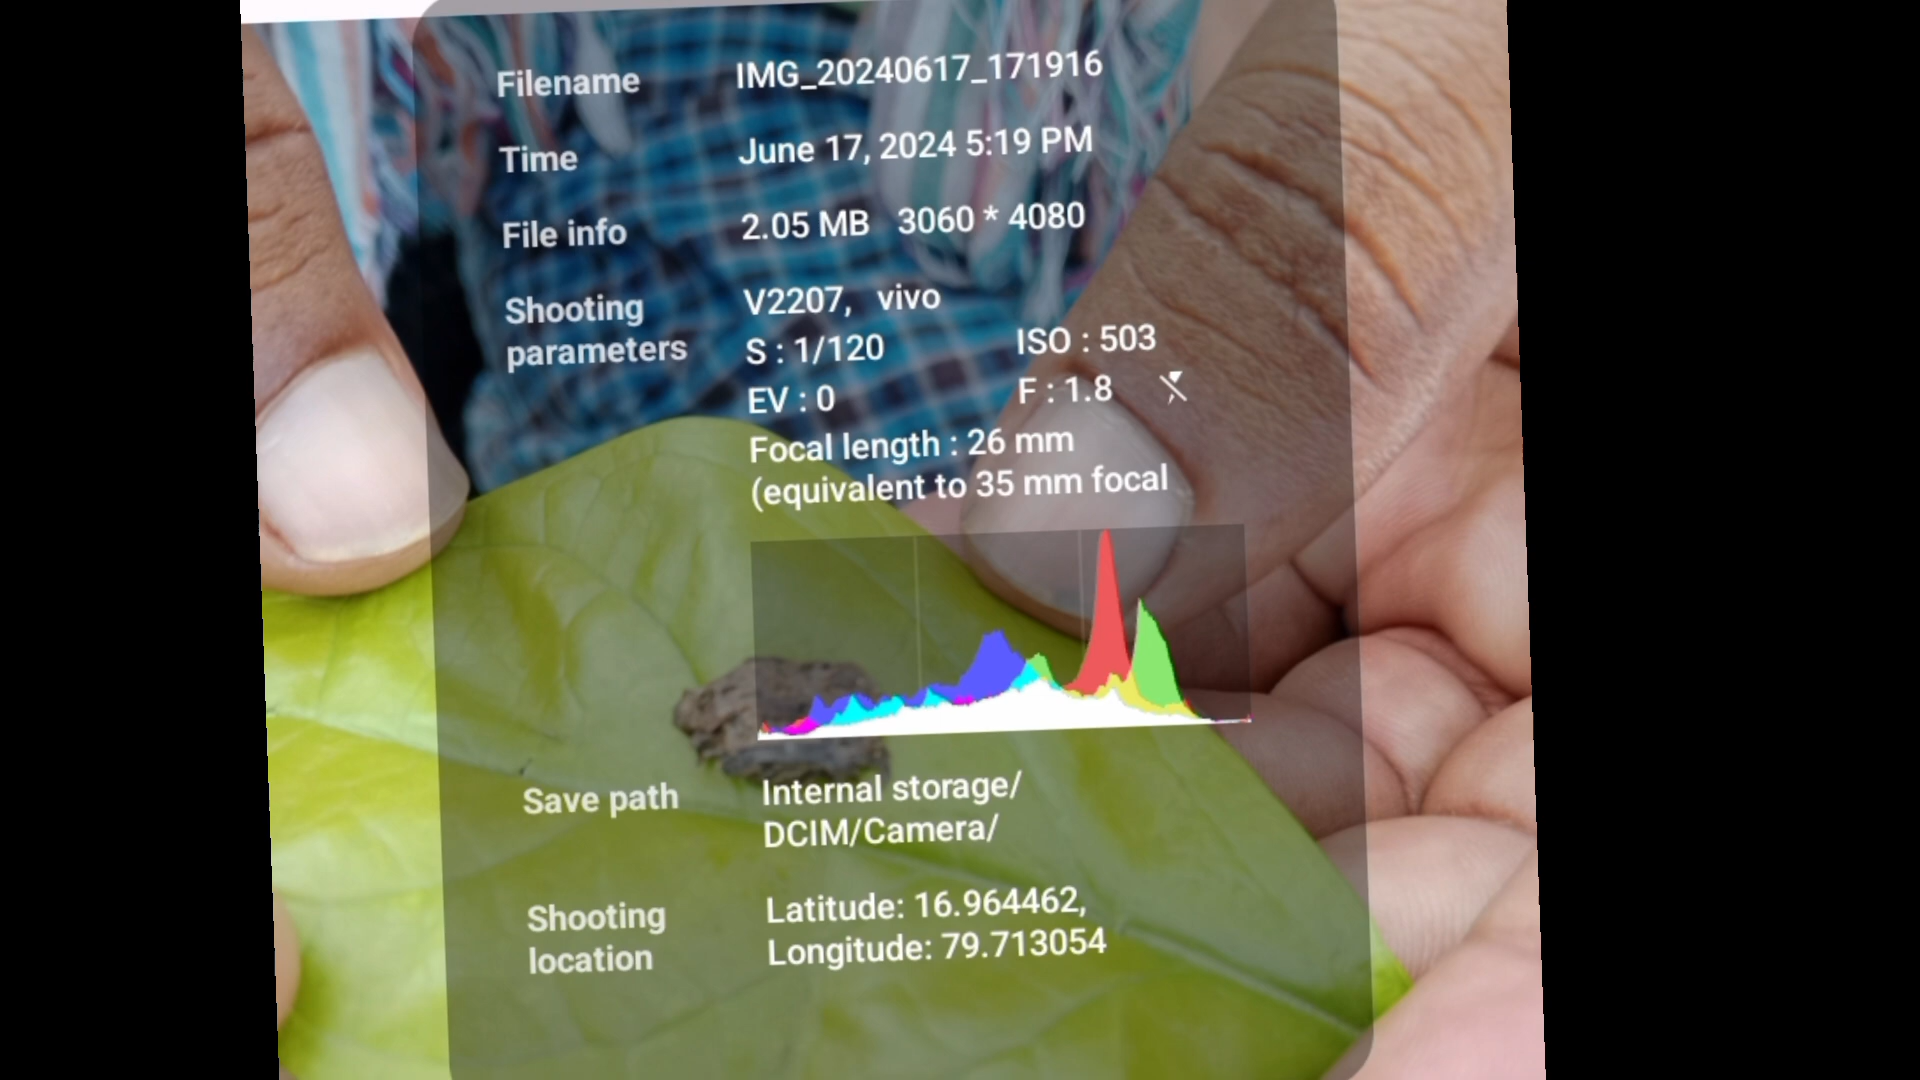 Filename IMG_20240617_171916
Time June 17, 2024 5:19 PM
File info 2.05 MB 3060 * 4080
Shooting parameters V2207, vivo
S : 1/120 ISO : 503
EV : 0 F : 1.8
Focal length : 26 mm
(equivalent to 35 mm focal
Save path Internal storage/
DCIM/Camera/
Shooting location Latitude: 16.964462,
Longitude: 79.713054